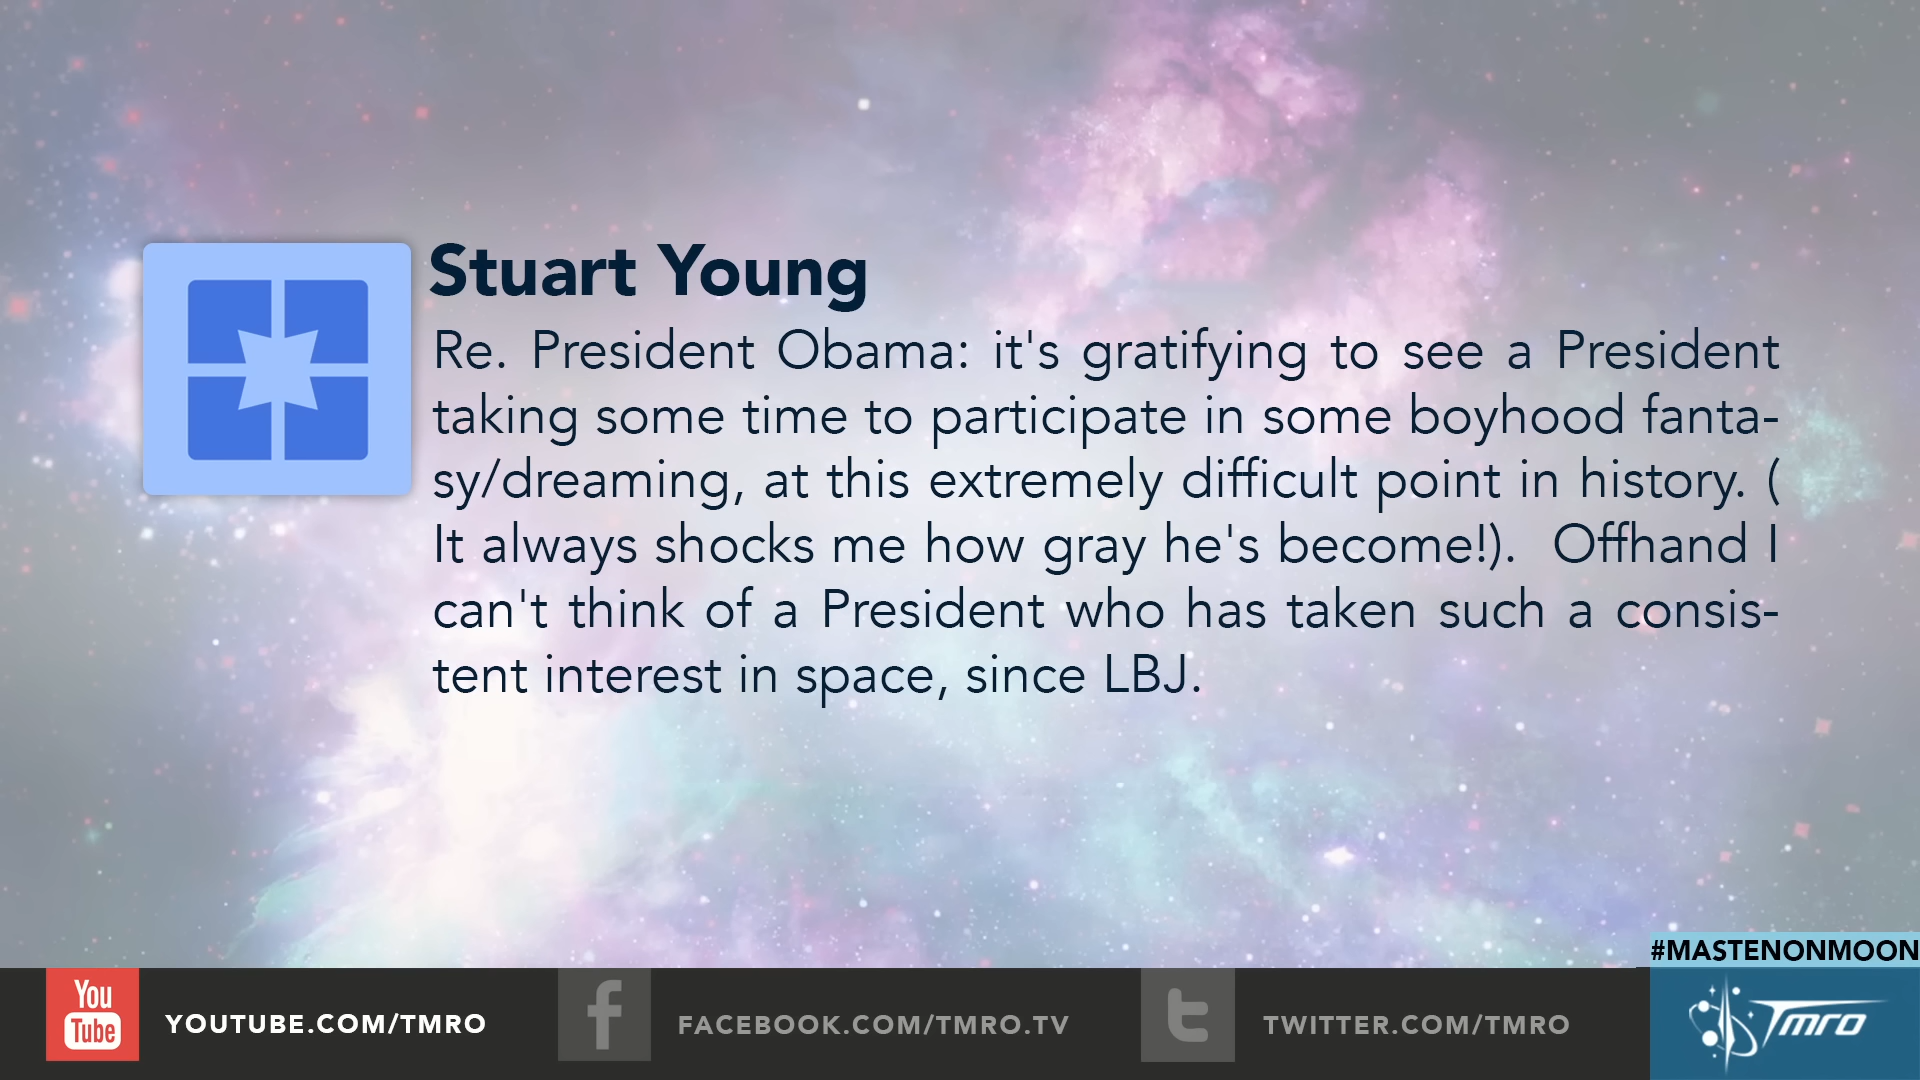 Stuart Young
Re. President Obama: it's gratifying to see a President
taking some time to participate in some boyhood fanta-
sy/dreaming, at this extremely difficult point in history. (
It always shocks me how gray he's become!).  Offhand I
can't think of a President who has taken such a consis-
tent interest in space, since LBJ.
#MASTENONMOON
You
Tube
YOUTUBE.COM/TMRO
FACEBOOK.COM/TMRO.TV
TWITTER.COM/TMRO
Tmro